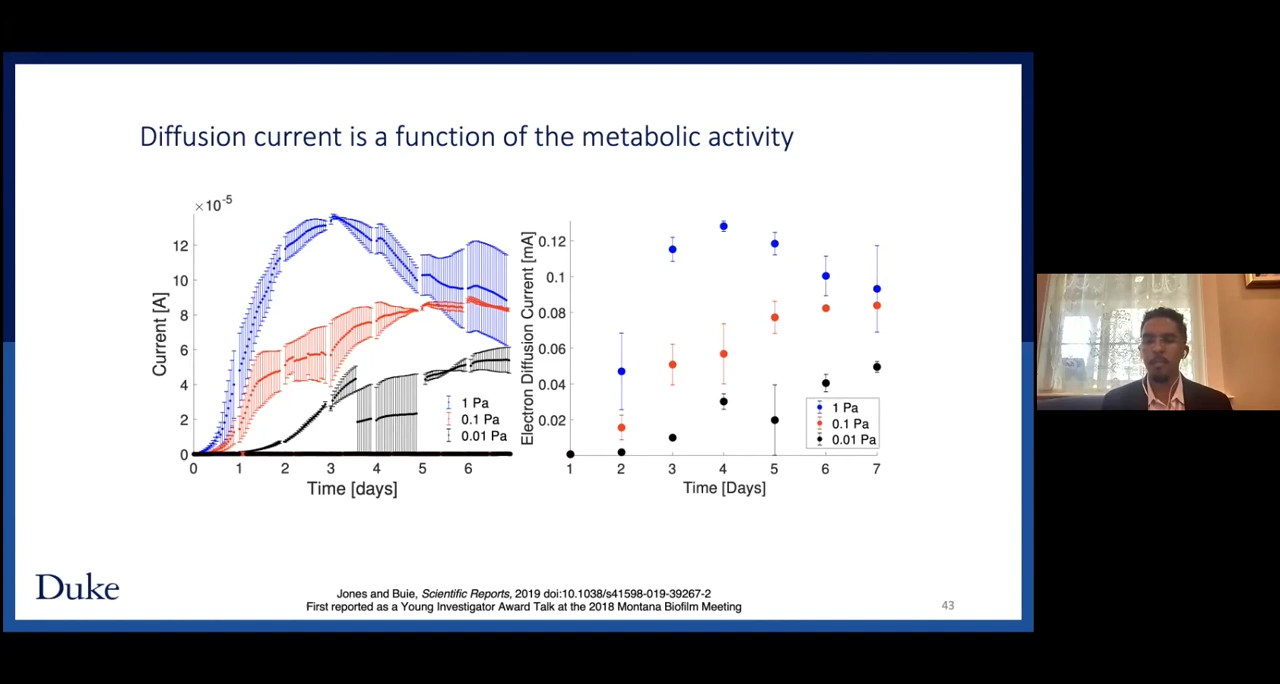 Diffusion current is a function of the metabolic activity
×10-5
Current [A]
12
10
8
6
4
2
0
0 1 2 3 4 5 6
Time [days]
1 Pa
0.1 Pa
0.01 Pa
Electron Diffusion Current [mA]
0.12
0.1
0.08
0.06
0.04
0.02
1 2 3 4 5 6 7
Time [Days]
1 Pa
0.1 Pa
0.01 Pa
Duke
Jones and Buie, Scientific Reports, 2019 doi:10.1038/s41598-019-39267-2
First reported as a Young Investigator Award Talk at the 2018 Montana Biofilm Meeting
43